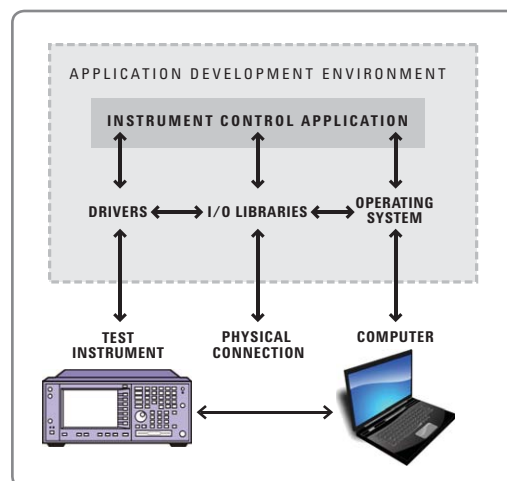 APPLICATION DEVELOPMENT ENVIRONMENT
INSTRUMENT CONTROL APPLICATION
DRIVERS
I/O LIBRARIES
OPERATING
SYSTEM
TEST
INSTRUMENT
PHYSICAL
CONNECTION
COMPUTER